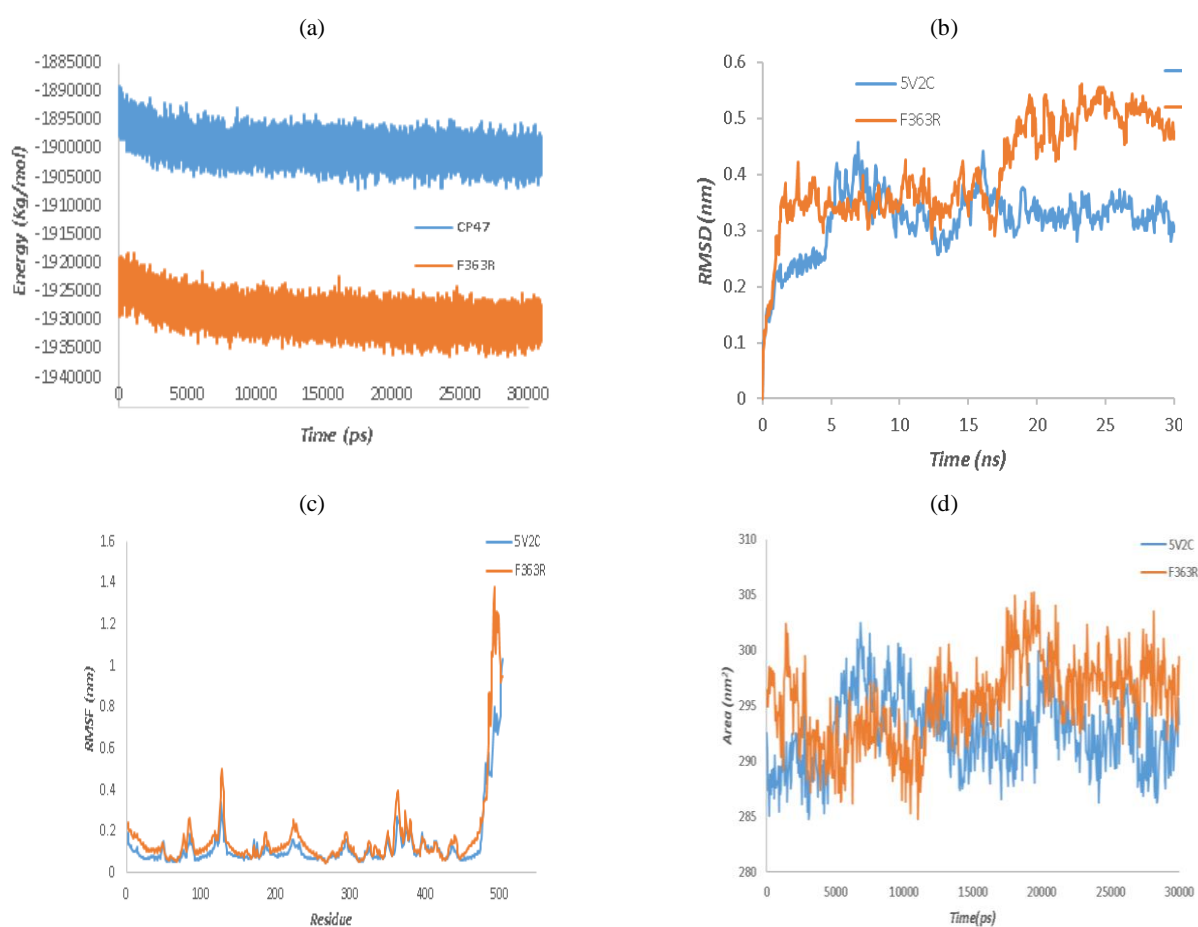 (a)
-1885000
-1890000
-1895000
-1900000
-1905000
-1910000
-1915000
-1920000
-1925000
-1930000
-1935000
-1940000
Energy (Kg/mol)
CP47
F363R
0 5000 10000 15000 20000 25000 30000
Time (ps)
(b)
0.6
0.5
0.4
0.3
0.2
0.1
0
RMSD (nm)
5V2C
F363R
0 5 10 15 20 25 30
Time (ns)
(c)
1.6
1.4
1.2
1
0.8
0.6
0.4
0.2
0
RMSF (nm)
5V2C
F363R
0 100 200 300 400 500
Residue
(d)
310
305
300
295
290
285
280
Area (nm²)
5V2C
F363R
0 5000 10000 15000 20000 25000 30000
Time(ps)